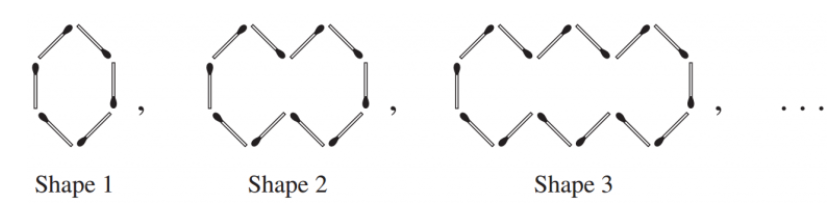 , , , . . .
Shape 1 Shape 2 Shape 3